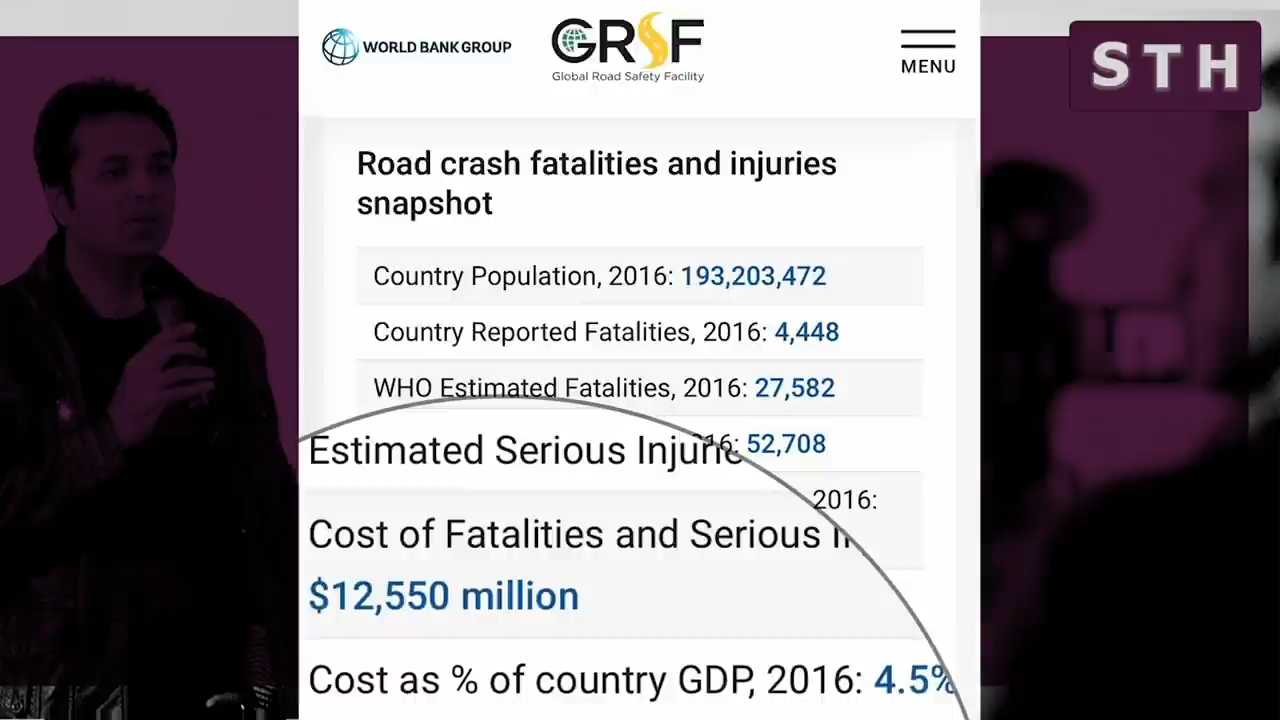 WORLD BANK GROUP
GRSF
Global Road Safety Facility
MENU
STH
Road crash fatalities and injuries
snapshot
Country Population, 2016: 193,203,472
Country Reported Fatalities, 2016: 4,448
WHO Estimated Fatalities, 2016: 27,582
Estimated Serious Injurie 16: 52,708
2016:
Cost of Fatalities and Serious
$12,550 million
Cost as % of country GDP, 2016: 4.5%